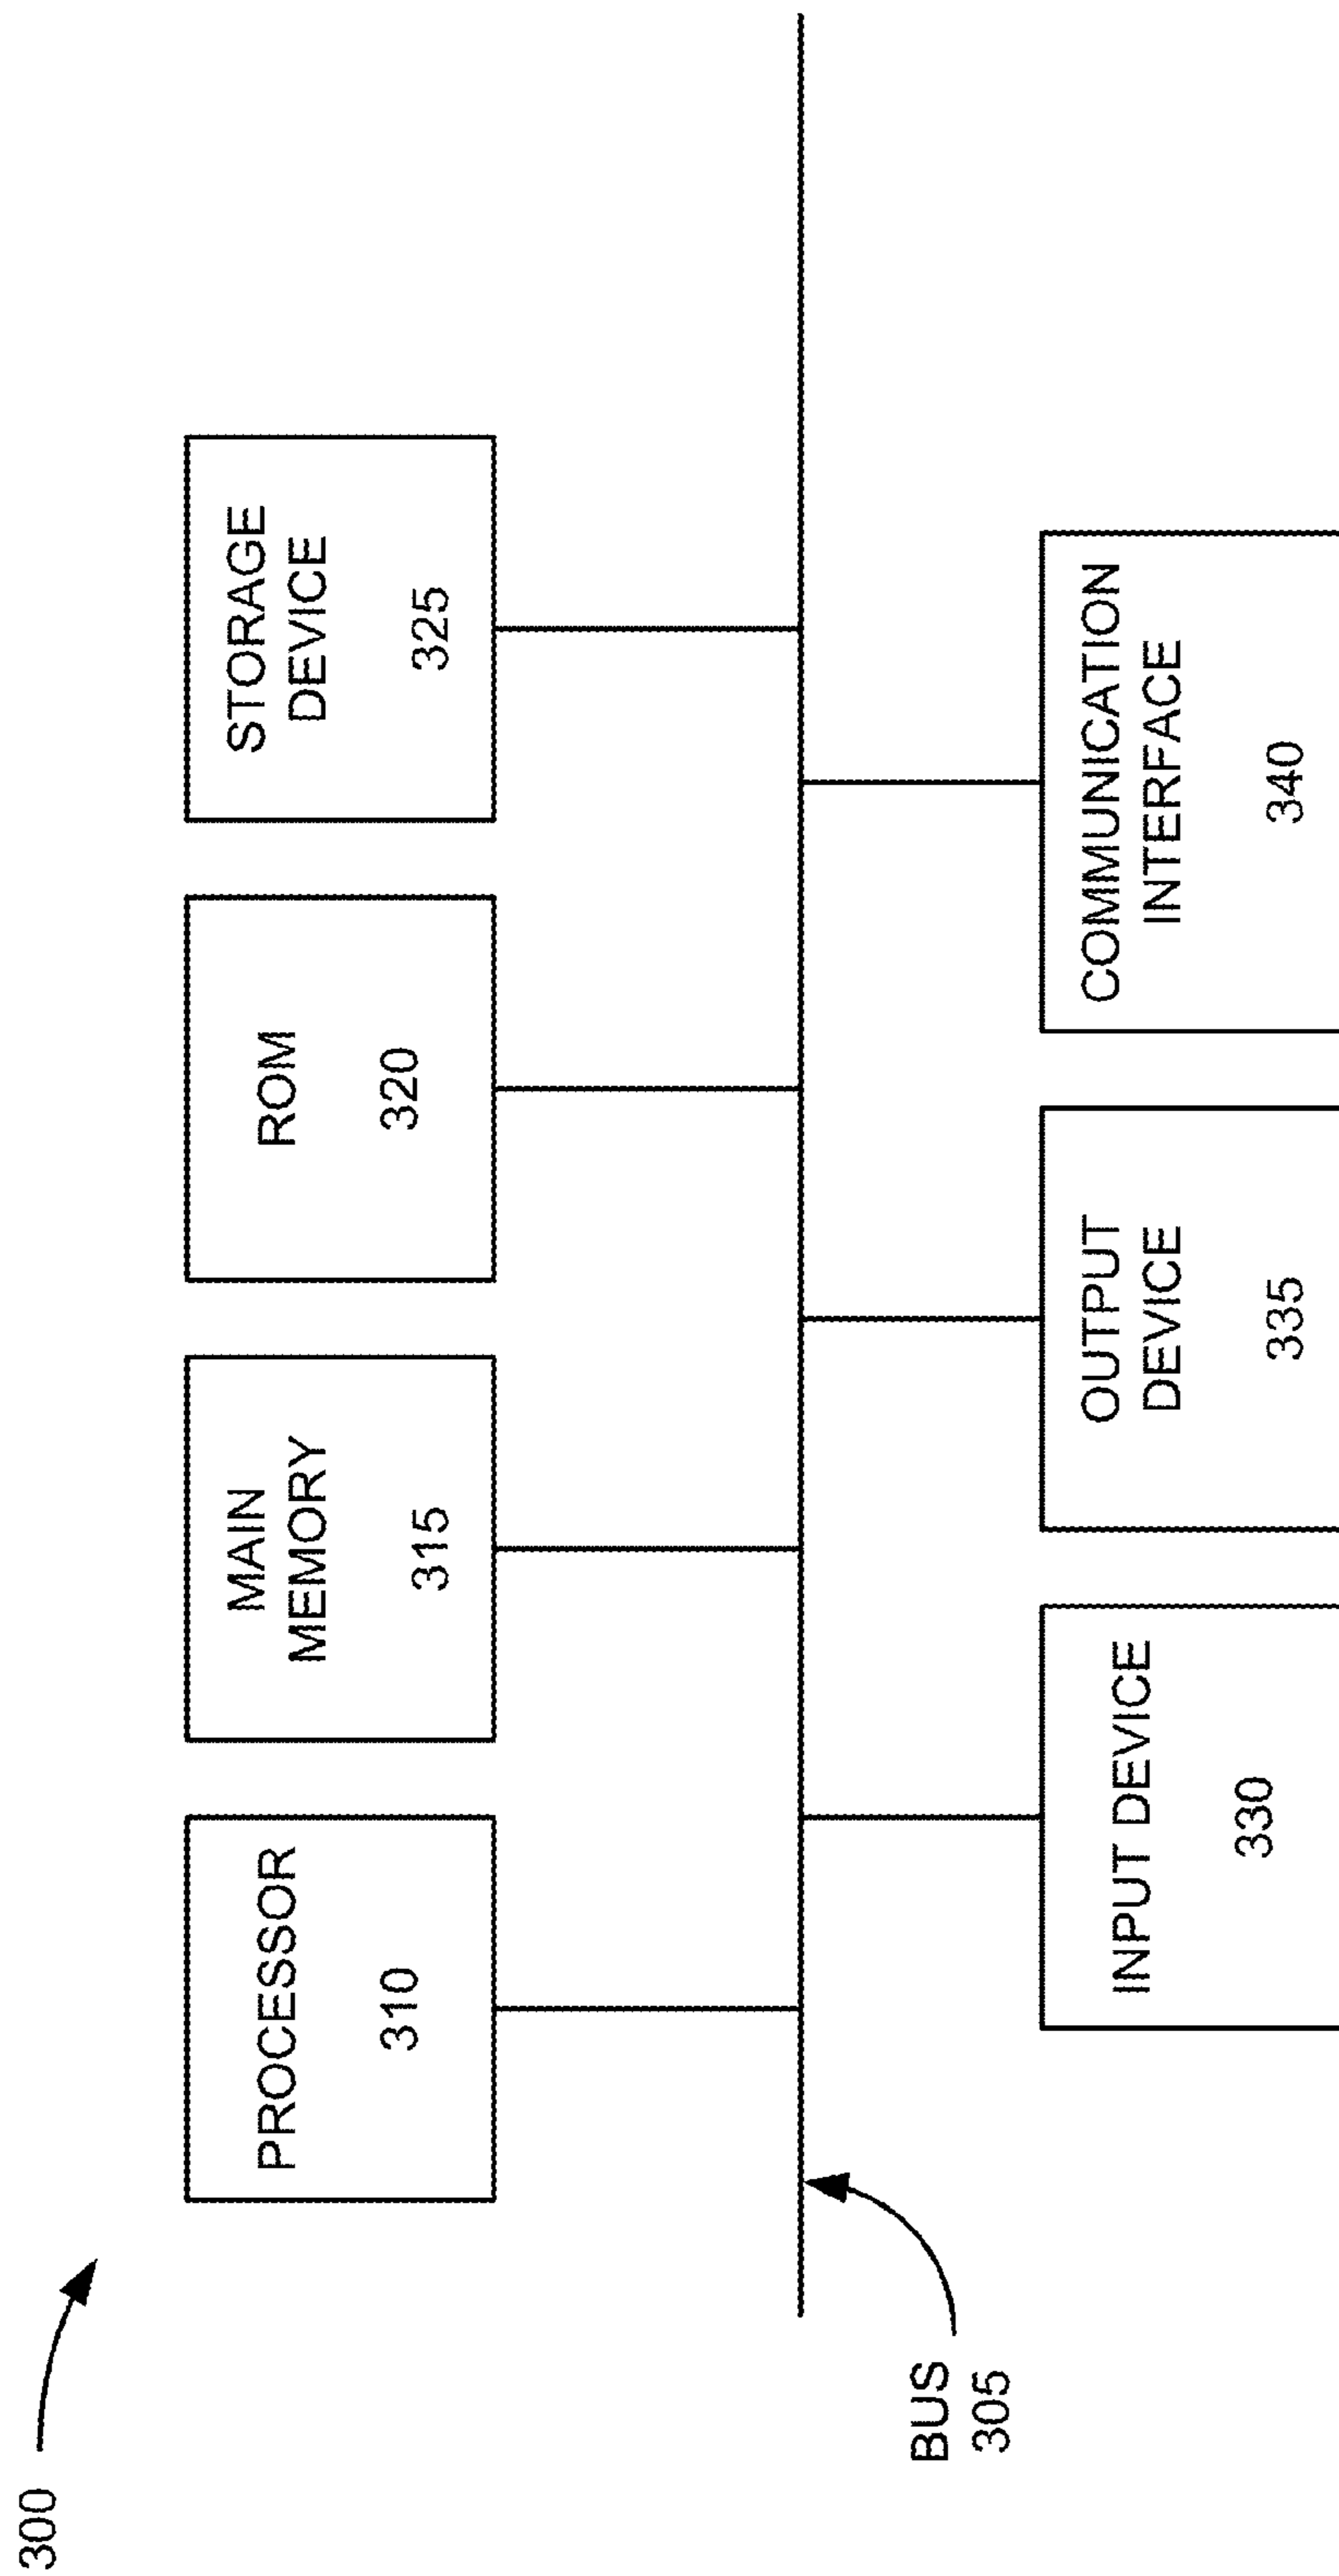 300
PROCESSOR
310
MAIN
MEMORY
315
ROM
320
STORAGE
DEVICE
325
BUS
305
INPUT DEVICE
330
OUTPUT
DEVICE
335
COMMUNICATION
INTERFACE
340